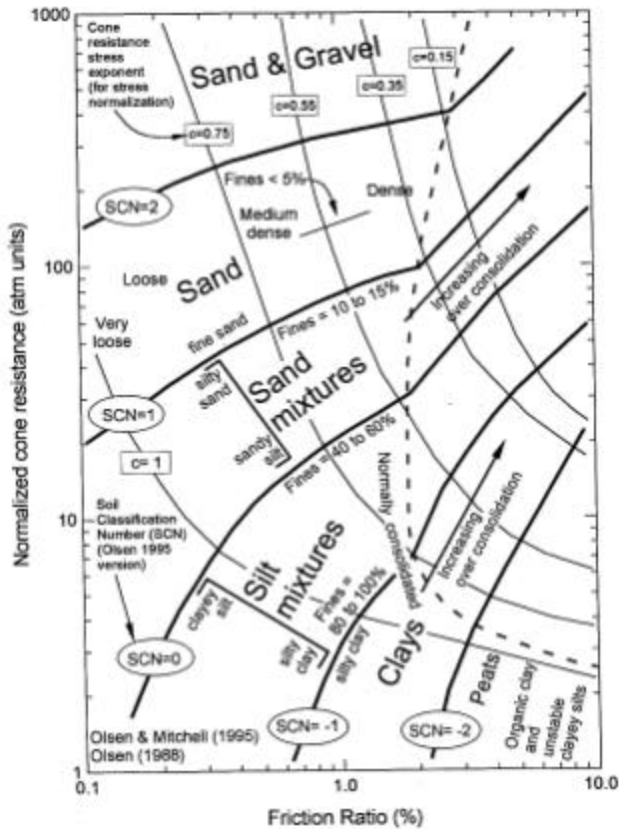 1000
Cone
resistance
stress
exponent
(for stress
normalization)
Sand & Gravel
c=0.75
c=0.55
c=0.35
c=0.15
Fines < 5%
Dense
Medium
dense
SCN=2
100
Loose
Sand
fine sand
Fines = 10 to 15%
Increasing
over consolidation
Very
loose
silty
sand
Sand
mixtures
sandy
silt
SCN=1
c= 1
Fines = 40 to 60%
Normally consolidated
10
Soil
Classification
Number (SCN)
(Olsen 1995
version)
Silt
mixtures
clayey
silt
silty
clay
Fines =
80 to 100%
silty clay
Clays
Increasing
over consolidation
SCN=0
Peats
Organic clay
and
unstable
clayey silts
SCN= -1
SCN= -2
Olsen & Mitchell (1995)
Olsen (1988)
1
0.1
1.0
10.0
Friction Ratio (%)
Normalized cone resistance (atm units)